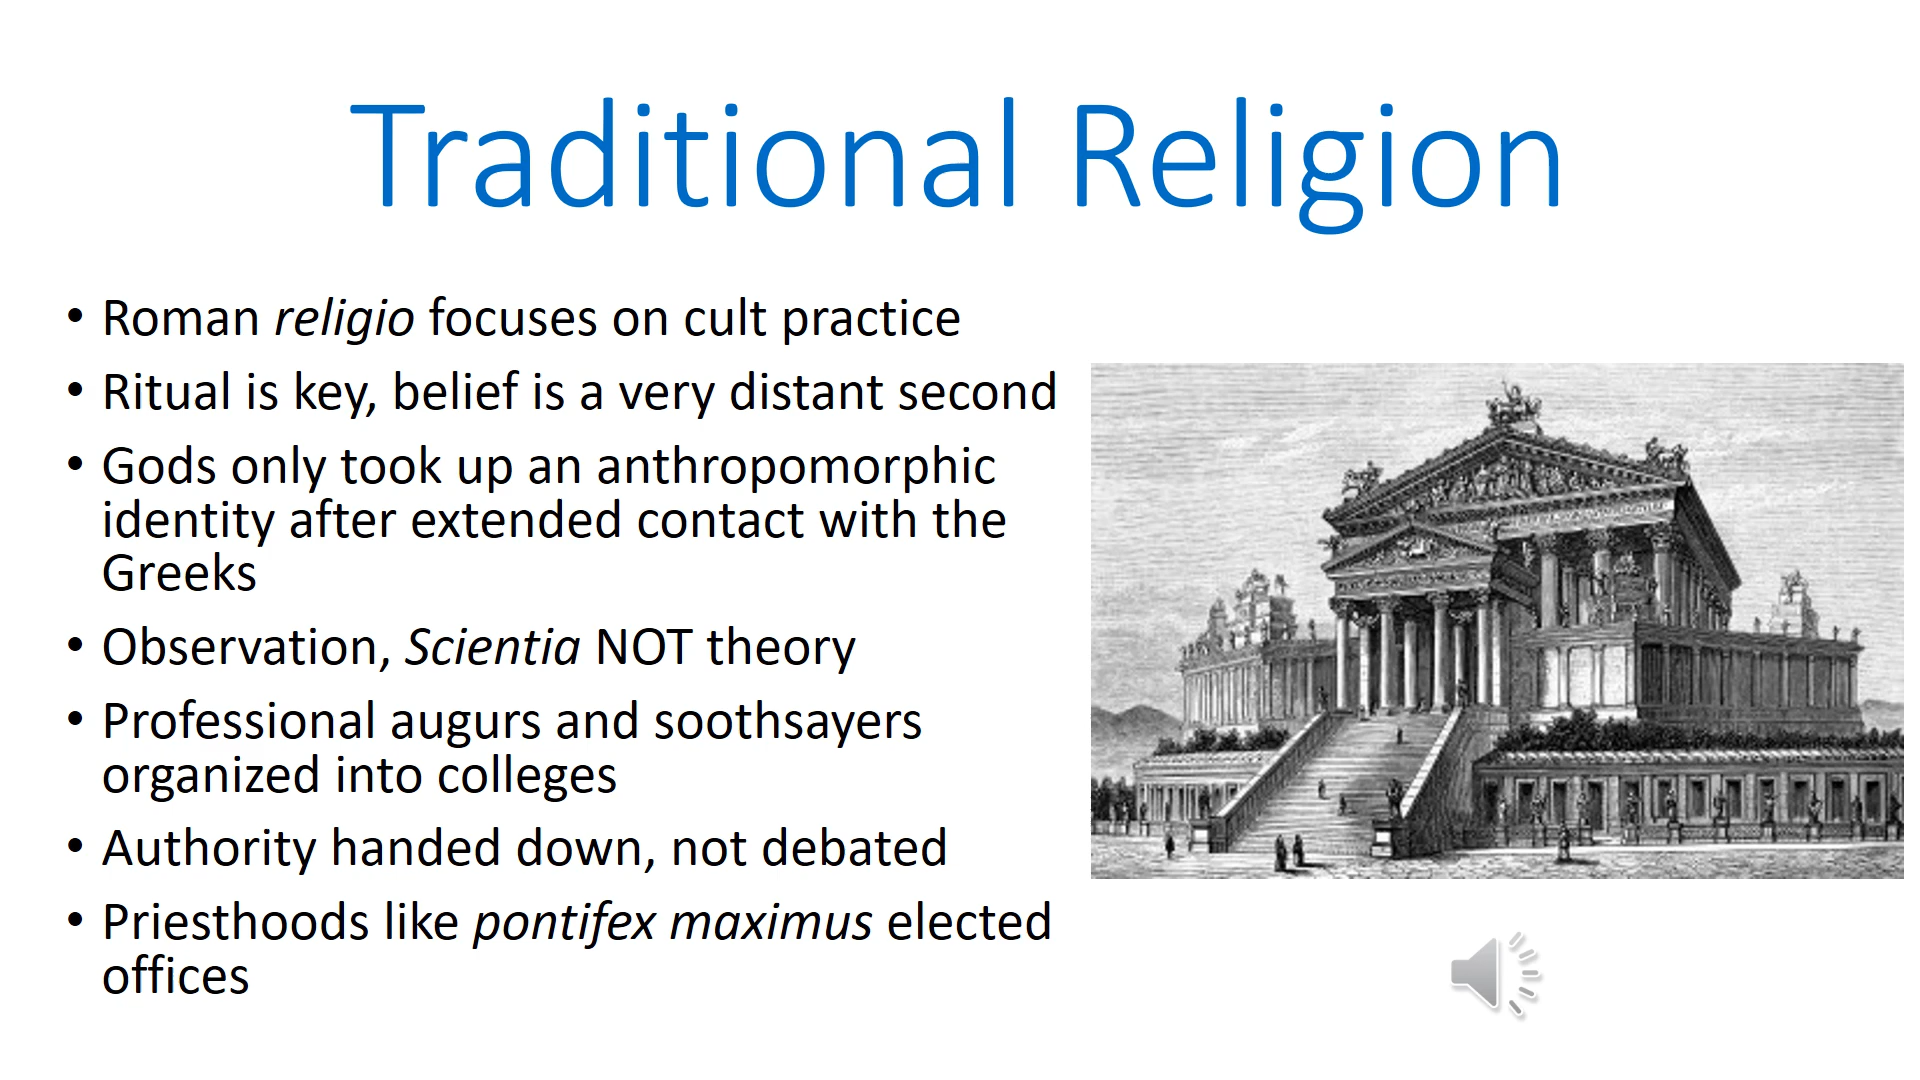 Traditional Religion
• Roman religio focuses on cult practice
• Ritual is key, belief is a very distant second
• Gods only took up an anthropomorphic
identity after extended contact with the
Greeks
• Observation, Scientia NOT theory
• Professional augurs and soothsayers
organized into colleges
• Authority handed down, not debated
• Priesthoods like pontifex maximus elected
offices